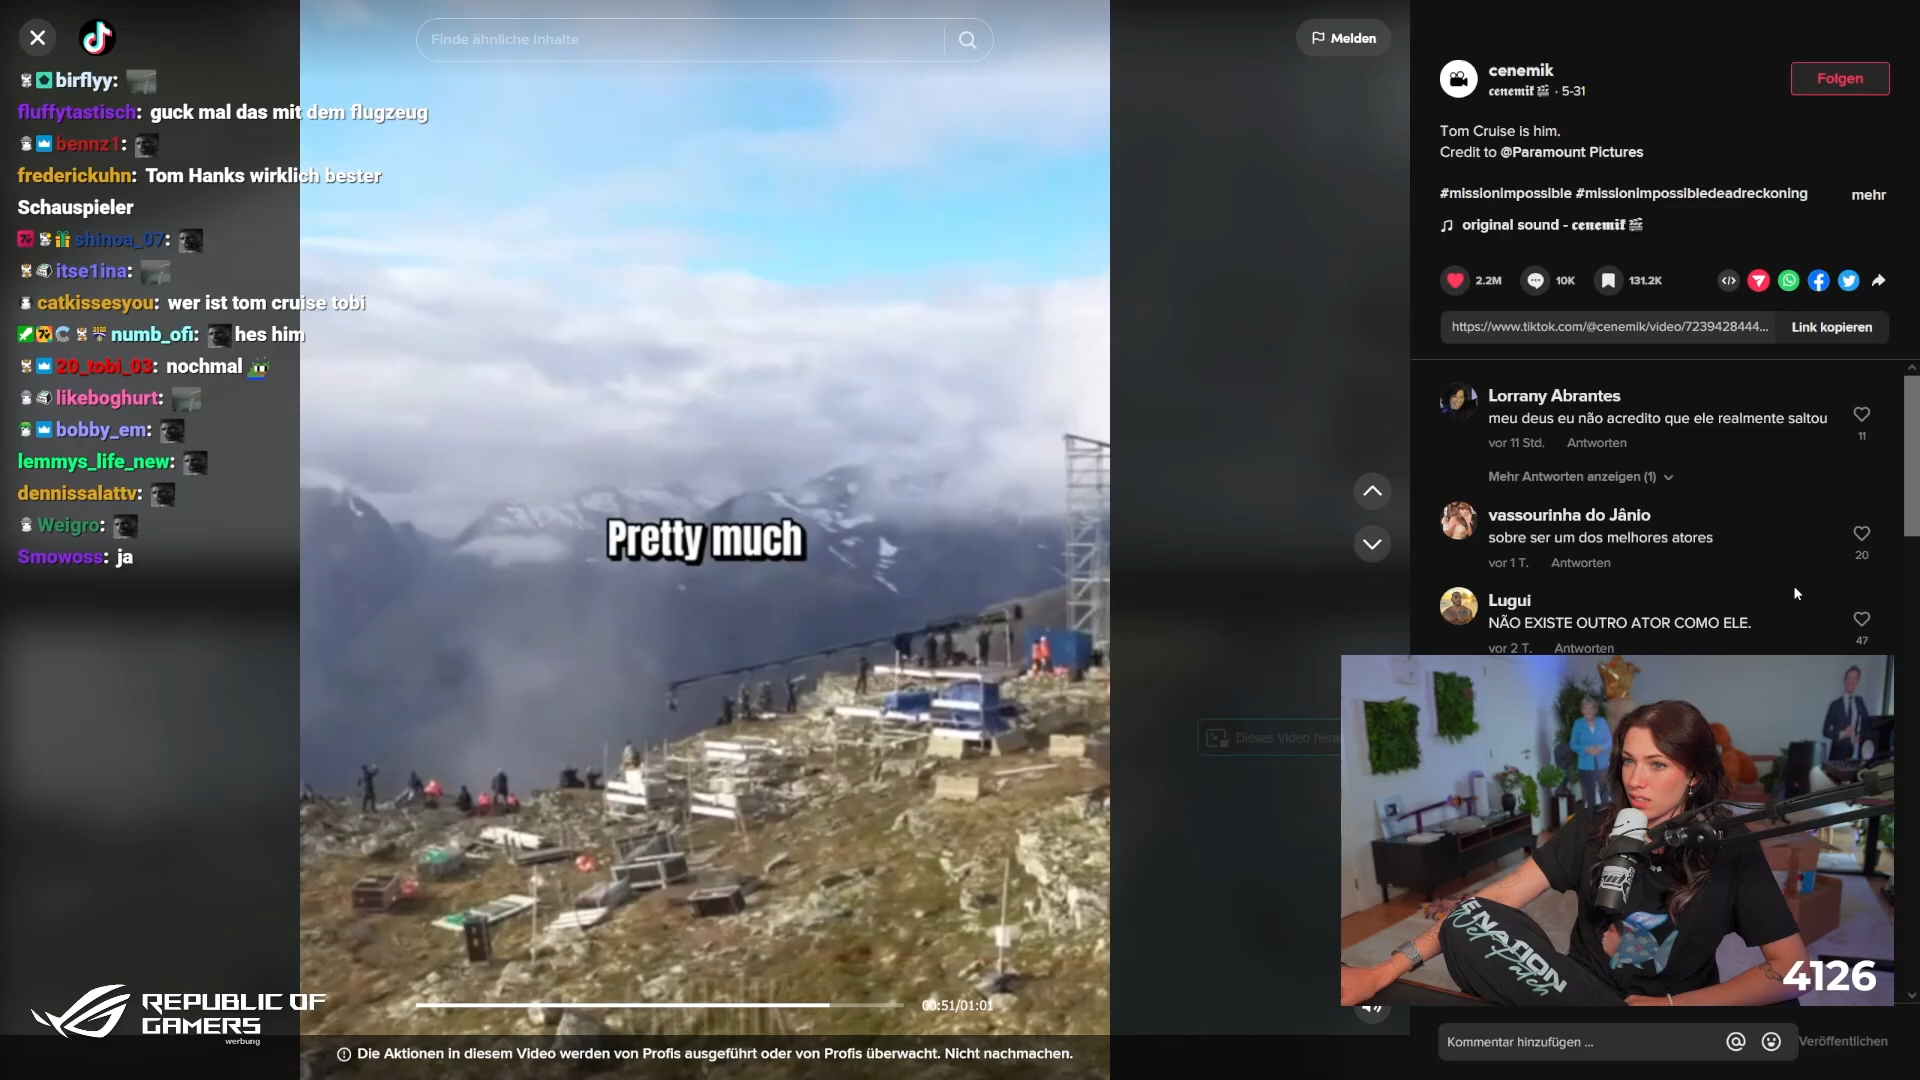 birflyy:
fluffytastisch: guck mal das mit dem flugzeug
bennz1:
frederickuhn: Tom Hanks wirklich bester
Schauspieler
shinoa_07:
itse1ina:
catkissesyou: wer ist tom cruise tobi
numb_ofi: hes him
20_tobi_03: nochmal
likeboghurt:
bobby_em:
lemmys_life_new:
dennissalattv:
Weigro:
Smowoss: ja
REPUBLIC OF
GAMERS
werbung
Finde ähnliche Inhalte
Melden
Pretty much
Dieses Video hera
00:51/01:01
Die Aktionen in diesem Video werden von Profis ausgeführt oder von Profis überwacht. Nicht nachmachen.
cenemik
𝖈𝖊𝖓𝖊𝖒𝖎𝖐 · 5-31
Folgen
Tom Cruise is him.
Credit to @Paramount Pictures
#missionimpossible #missionimpossibledeadreckoning
mehr
original sound - 𝖈𝖊𝖓𝖊𝖒𝖎𝖐
2.2M 10K 131.2K
https://www.tiktok.com/@cenemik/video/7239428444...
Link kopieren
Lorrany Abrantes
meu deus eu não acredito que ele realmente saltou
11
vor 11 Std. Antworten
Mehr Antworten anzeigen (1)
vassourinha do Jânio
sobre ser um dos melhores atores
20
vor 1 T. Antworten
Lugui
NÃO EXISTE OUTRO ATOR COMO ELE.
47
vor 2 T. Antworten
4126
Kommentar hinzufügen ...
Veröffentlichen